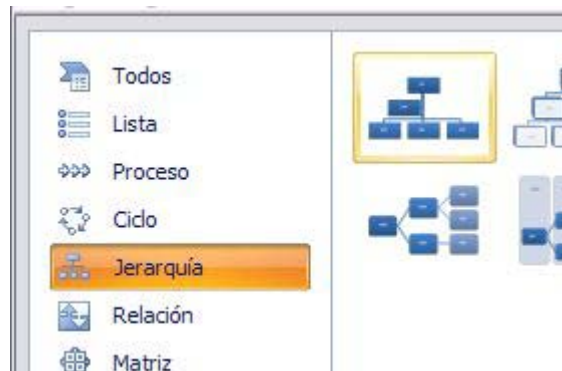 Todos
Lista
Proceso
Ciclo
Jerarquía
Relación
Matriz